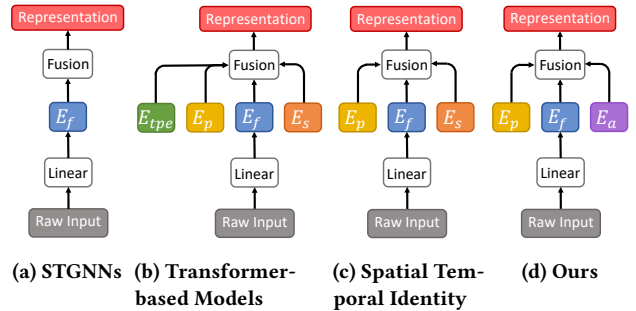 Representation Representation Representation Representation
Fusion Fusion Fusion Fusion
E_f E_tpe E_p E_f E_s E_p E_f E_s E_p E_f E_a
Linear Linear Linear Linear
Raw Input Raw Input Raw Input Raw Input
(a) STGNNs (b) Transformer- (c) Spatial Tem- (d) Ours
based Models poral Identity